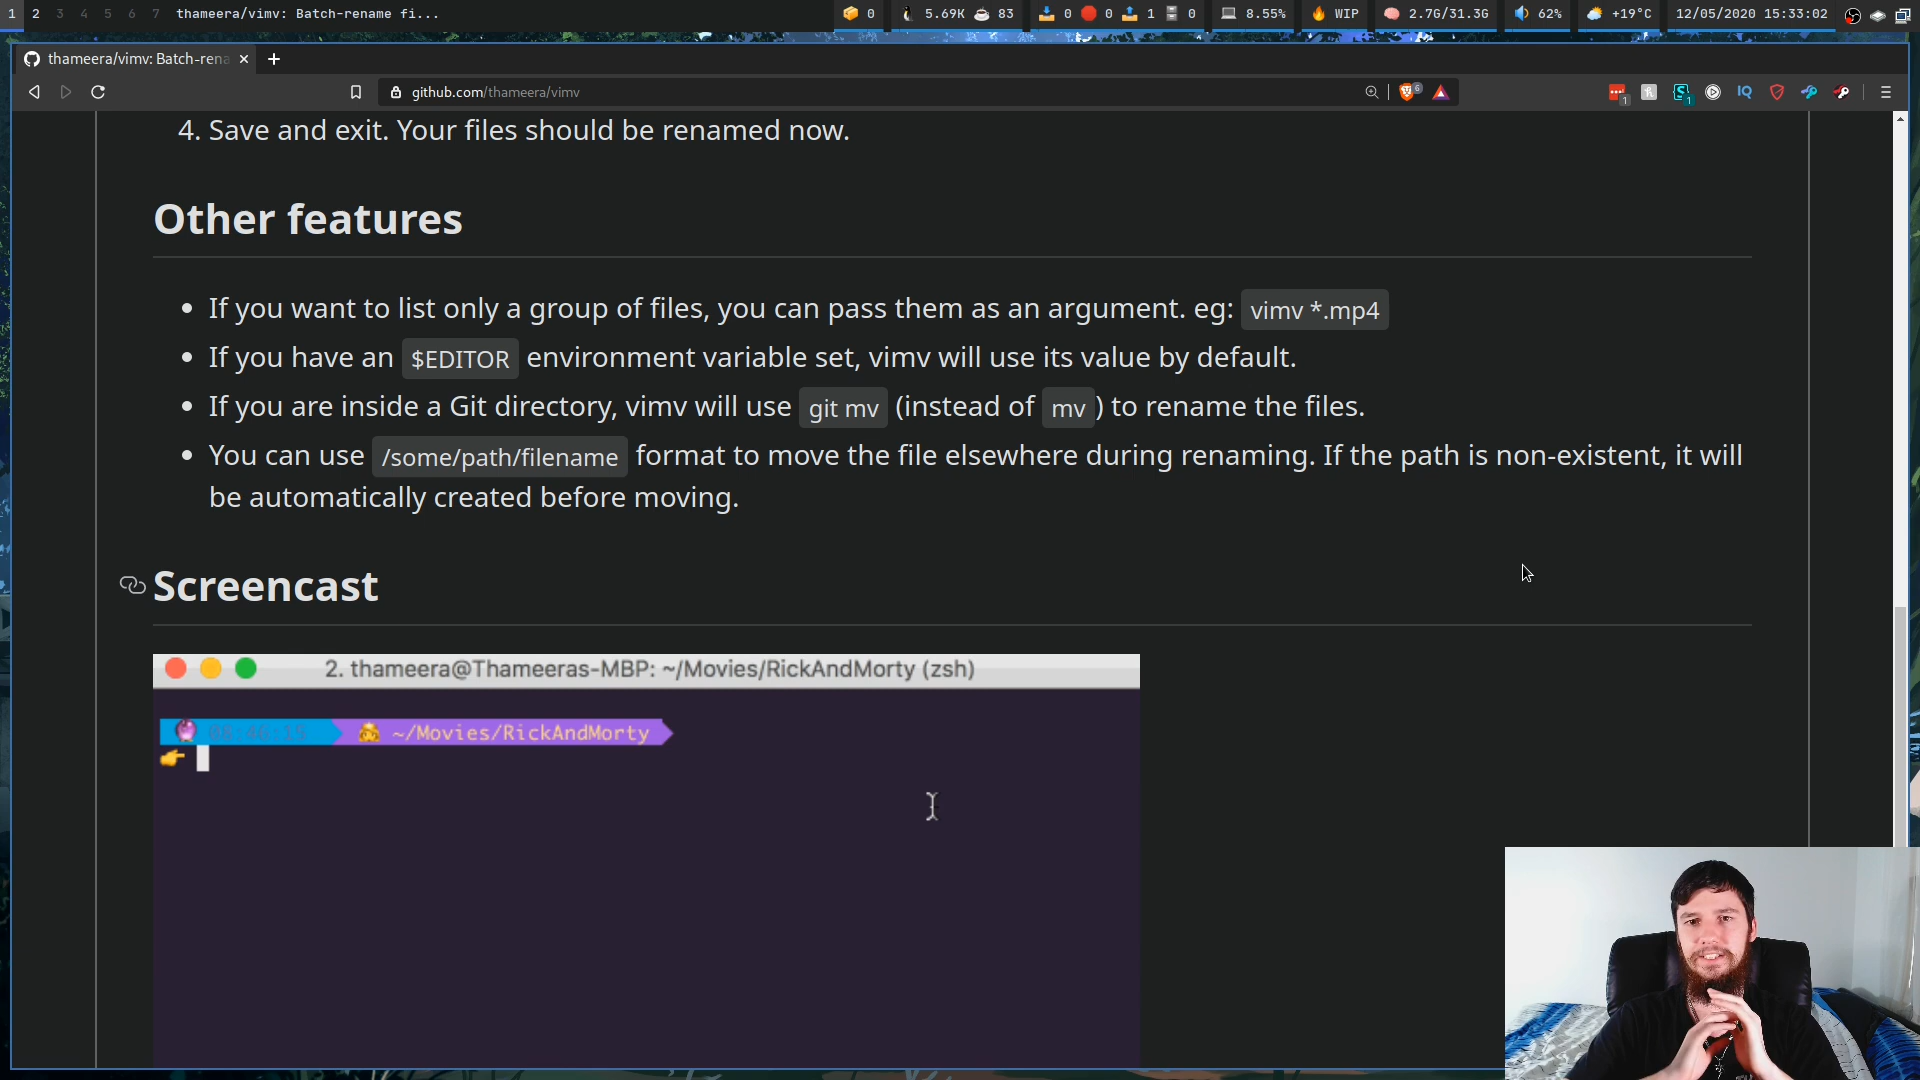 1 2 3 4 5 6 7 thameera/vimv: Batch-rename fi... 0 5.69K 83 0 0 1 0 8.55% WIP 2.7G/31.3G 62% +19°C 12/05/2020 15:33:02
thameera/vimv: Batch-rena × +
github.com/thameera/vimv 6 1 1 IQ
4. Save and exit. Your files should be renamed now.
Other features
• If you want to list only a group of files, you can pass them as an argument. eg: vimv *.mp4
• If you have an $EDITOR environment variable set, vimv will use its value by default.
• If you are inside a Git directory, vimv will use git mv (instead of mv ) to rename the files.
• You can use /some/path/filename format to move the file elsewhere during renaming. If the path is non-existent, it will
be automatically created before moving.
Screencast
2. thameera@Thameeras-MBP: ~/Movies/RickAndMorty (zsh)
~/Movies/RickAndMorty